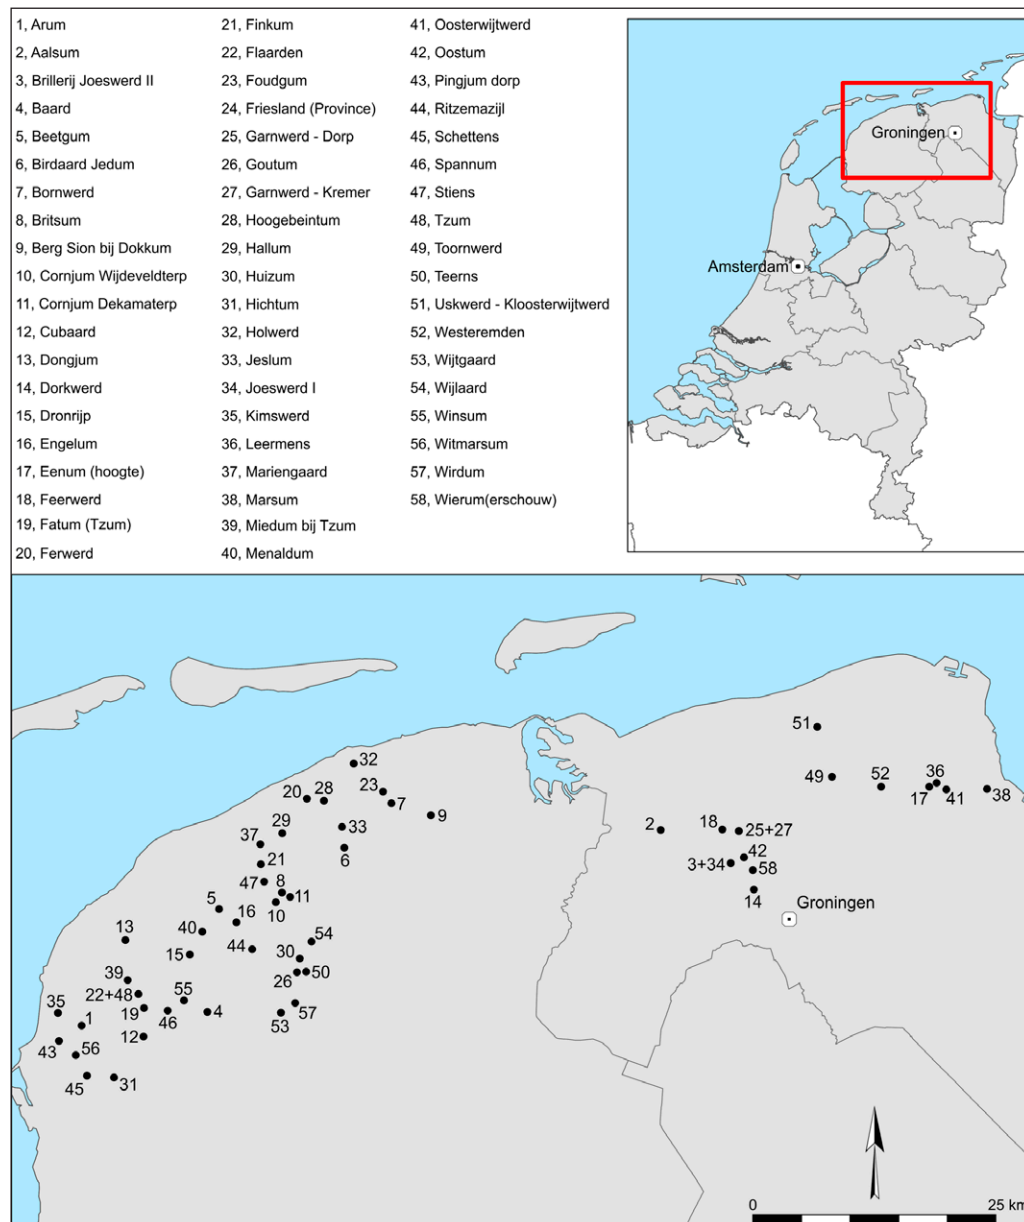 1, Arum
2, Aalsum
3, Brillerij Joeswerd II
4, Baard
5, Beetgum
6, Birdaard Jedum
7, Bornwerd
8, Britsum
9, Berg Sion bij Dokkum
10, Cornjum Wijdeveldterp
11, Cornjum Dekamaterp
12, Cubaard
13, Dongjum
14, Dorkwerd
15, Dronrijp
16, Engelum
17, Eenum (hoogte)
18, Feerwerd
19, Fatum (Tzum)
20, Ferwerd
21, Finkum
22, Flaarden
23, Foudgum
24, Friesland (Province)
25, Garnwerd - Dorp
26, Goutum
27, Garnwerd - Kremer
28, Hoogebeintum
29, Hallum
30, Huizum
31, Hichtum
32, Holwerd
33, Jeslum
34, Joeswerd I
35, Kimswerd
36, Leermens
37, Mariengaard
38, Marsum
39, Miedum bij Tzum
40, Menaldum
41, Oosterwijtwerd
42, Oostum
43, Pingjum dorp
44, Ritzemazijl
45, Schettens
46, Spannum
47, Stiens
48, Tzum
49, Toornwerd
50, Teerns
51, Uskwerd - Kloosterwijtwerd
52, Westeremden
53, Wijtgaard
54, Wijlaard
55, Winsum
56, Witmarsum
57, Wirdum
58, Wierum(erschouw)
Groningen
Amsterdam
51
32
49
52
36
23
20
28
7
17
41
38
9
29
33
2
18
25+27
37
6
42
21
3+34
58
47
8
11
14
10
5
16
Groningen
13
40
54
44
15
30
39
26
50
22+48
55
35
19
46
4
57
1
53
12
43
56
45
31
0
25 km